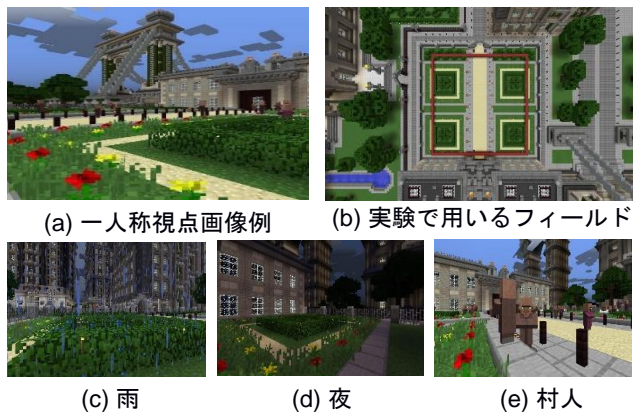 (a) 一人称視点画像例
(b) 実験で用いるフィールド
(c) 雨
(d) 夜
(e) 村人